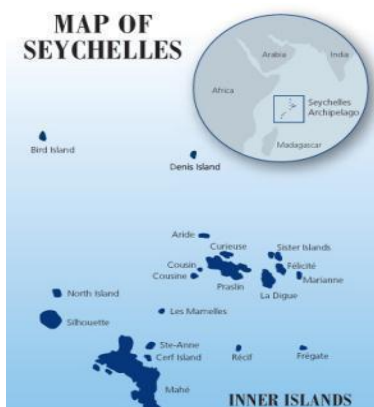 MAP OF
SEYCHELLES
Arabia
India
Africa
Seychelles
Archipelago
Madagascar
Bird Island
Denis Island
Aride
Curieuse
Sister Islands
Cousin
Félicité
Cousine
Marianne
Praslin
La Digue
North Island
Les Mamelles
Silhouette
Ste-Anne
Cerf Island
Récif
Frégate
Mahé
INNER ISLANDS